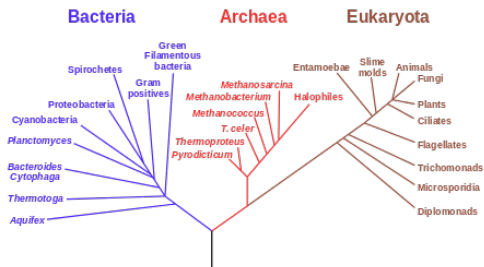 Bacteria
Archaea
Eukaryota
Green
Filamentous
bacteria
Spirochetes
Gram
positives
Proteobacteria
Cyanobacteria
Planctomyces
Bacteroides
Cytophaga
Thermotoga
Aquifex
Methanosarcina
Methanobacterium
Halophiles
Methanococcus
T. celer
Thermoproteus
Pyrodicticum
Entamoebae
Slime
molds
Animals
Fungi
Plants
Ciliates
Flagellates
Trichomonads
Microsporidia
Diplomonads